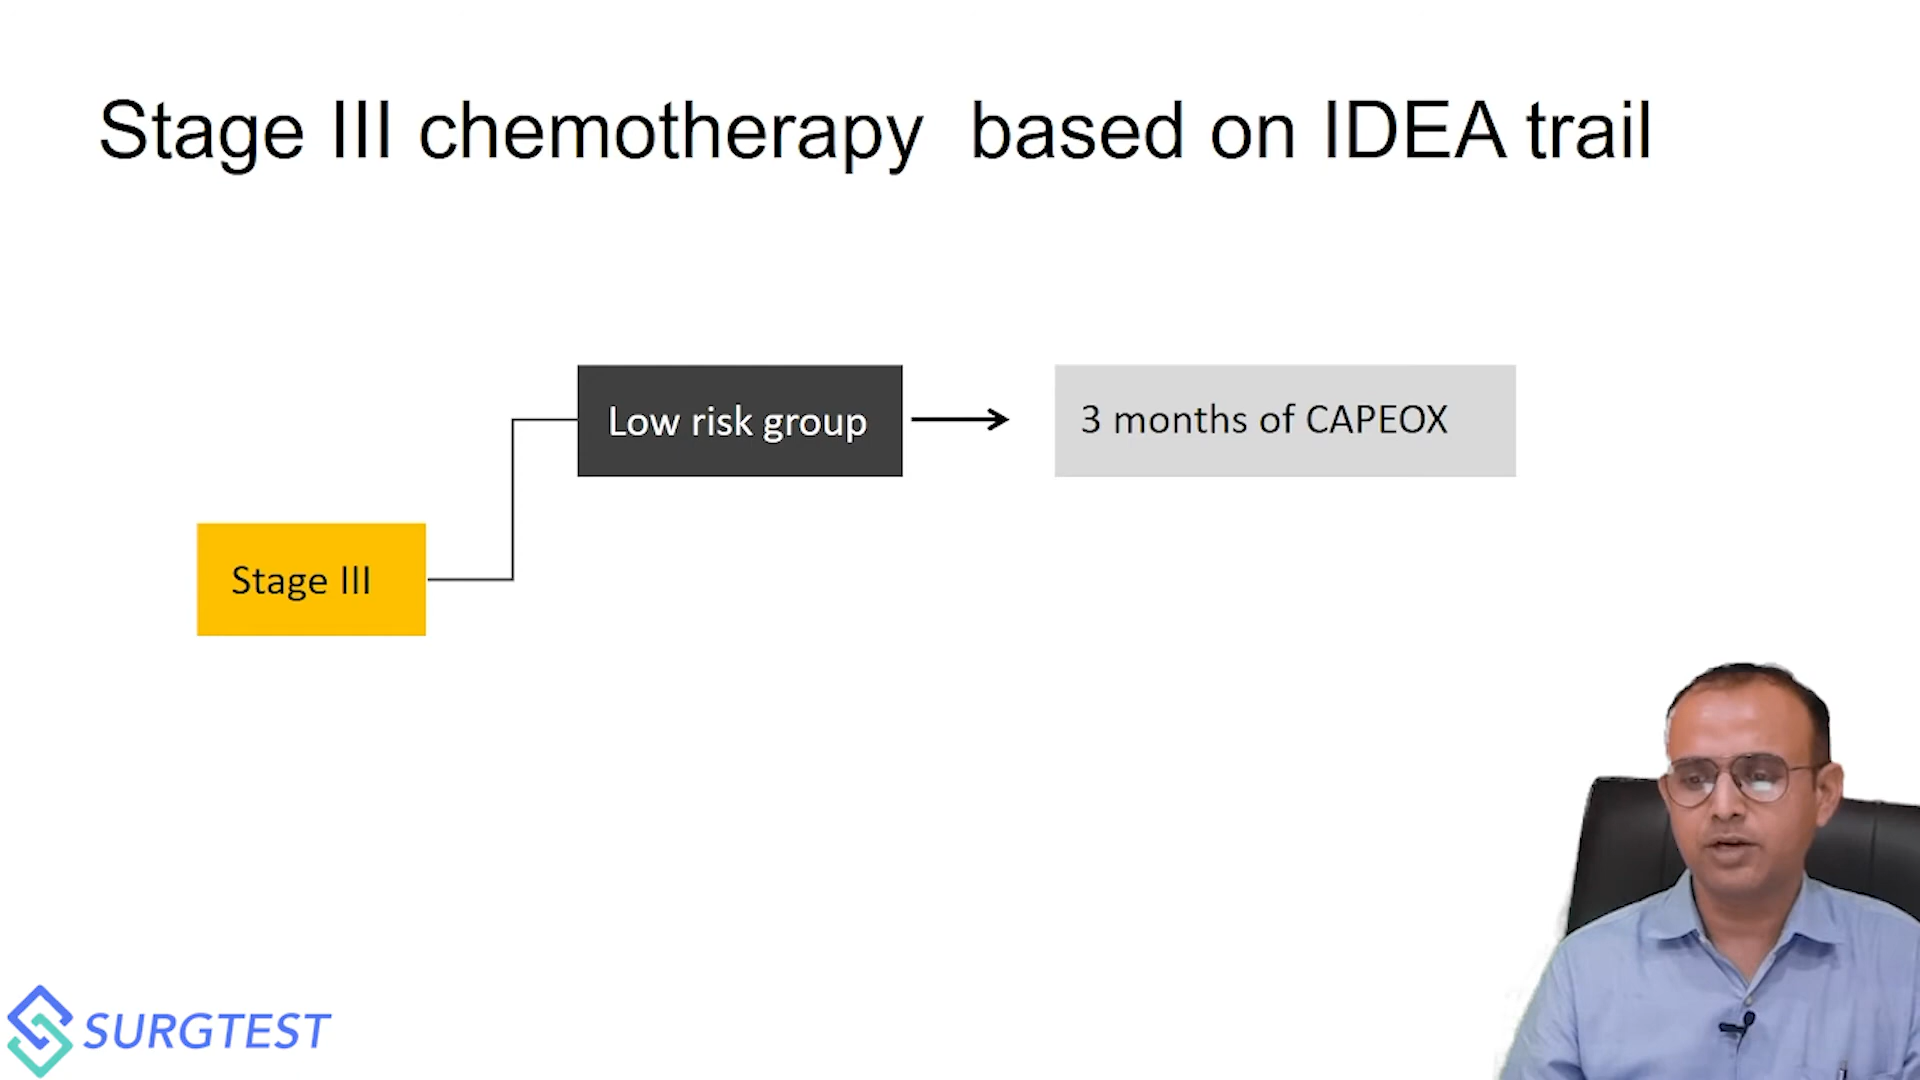 Stage III chemotherapy  based on IDEA trail
Low risk group
3 months of CAPEOX
Stage III
SURGTEST